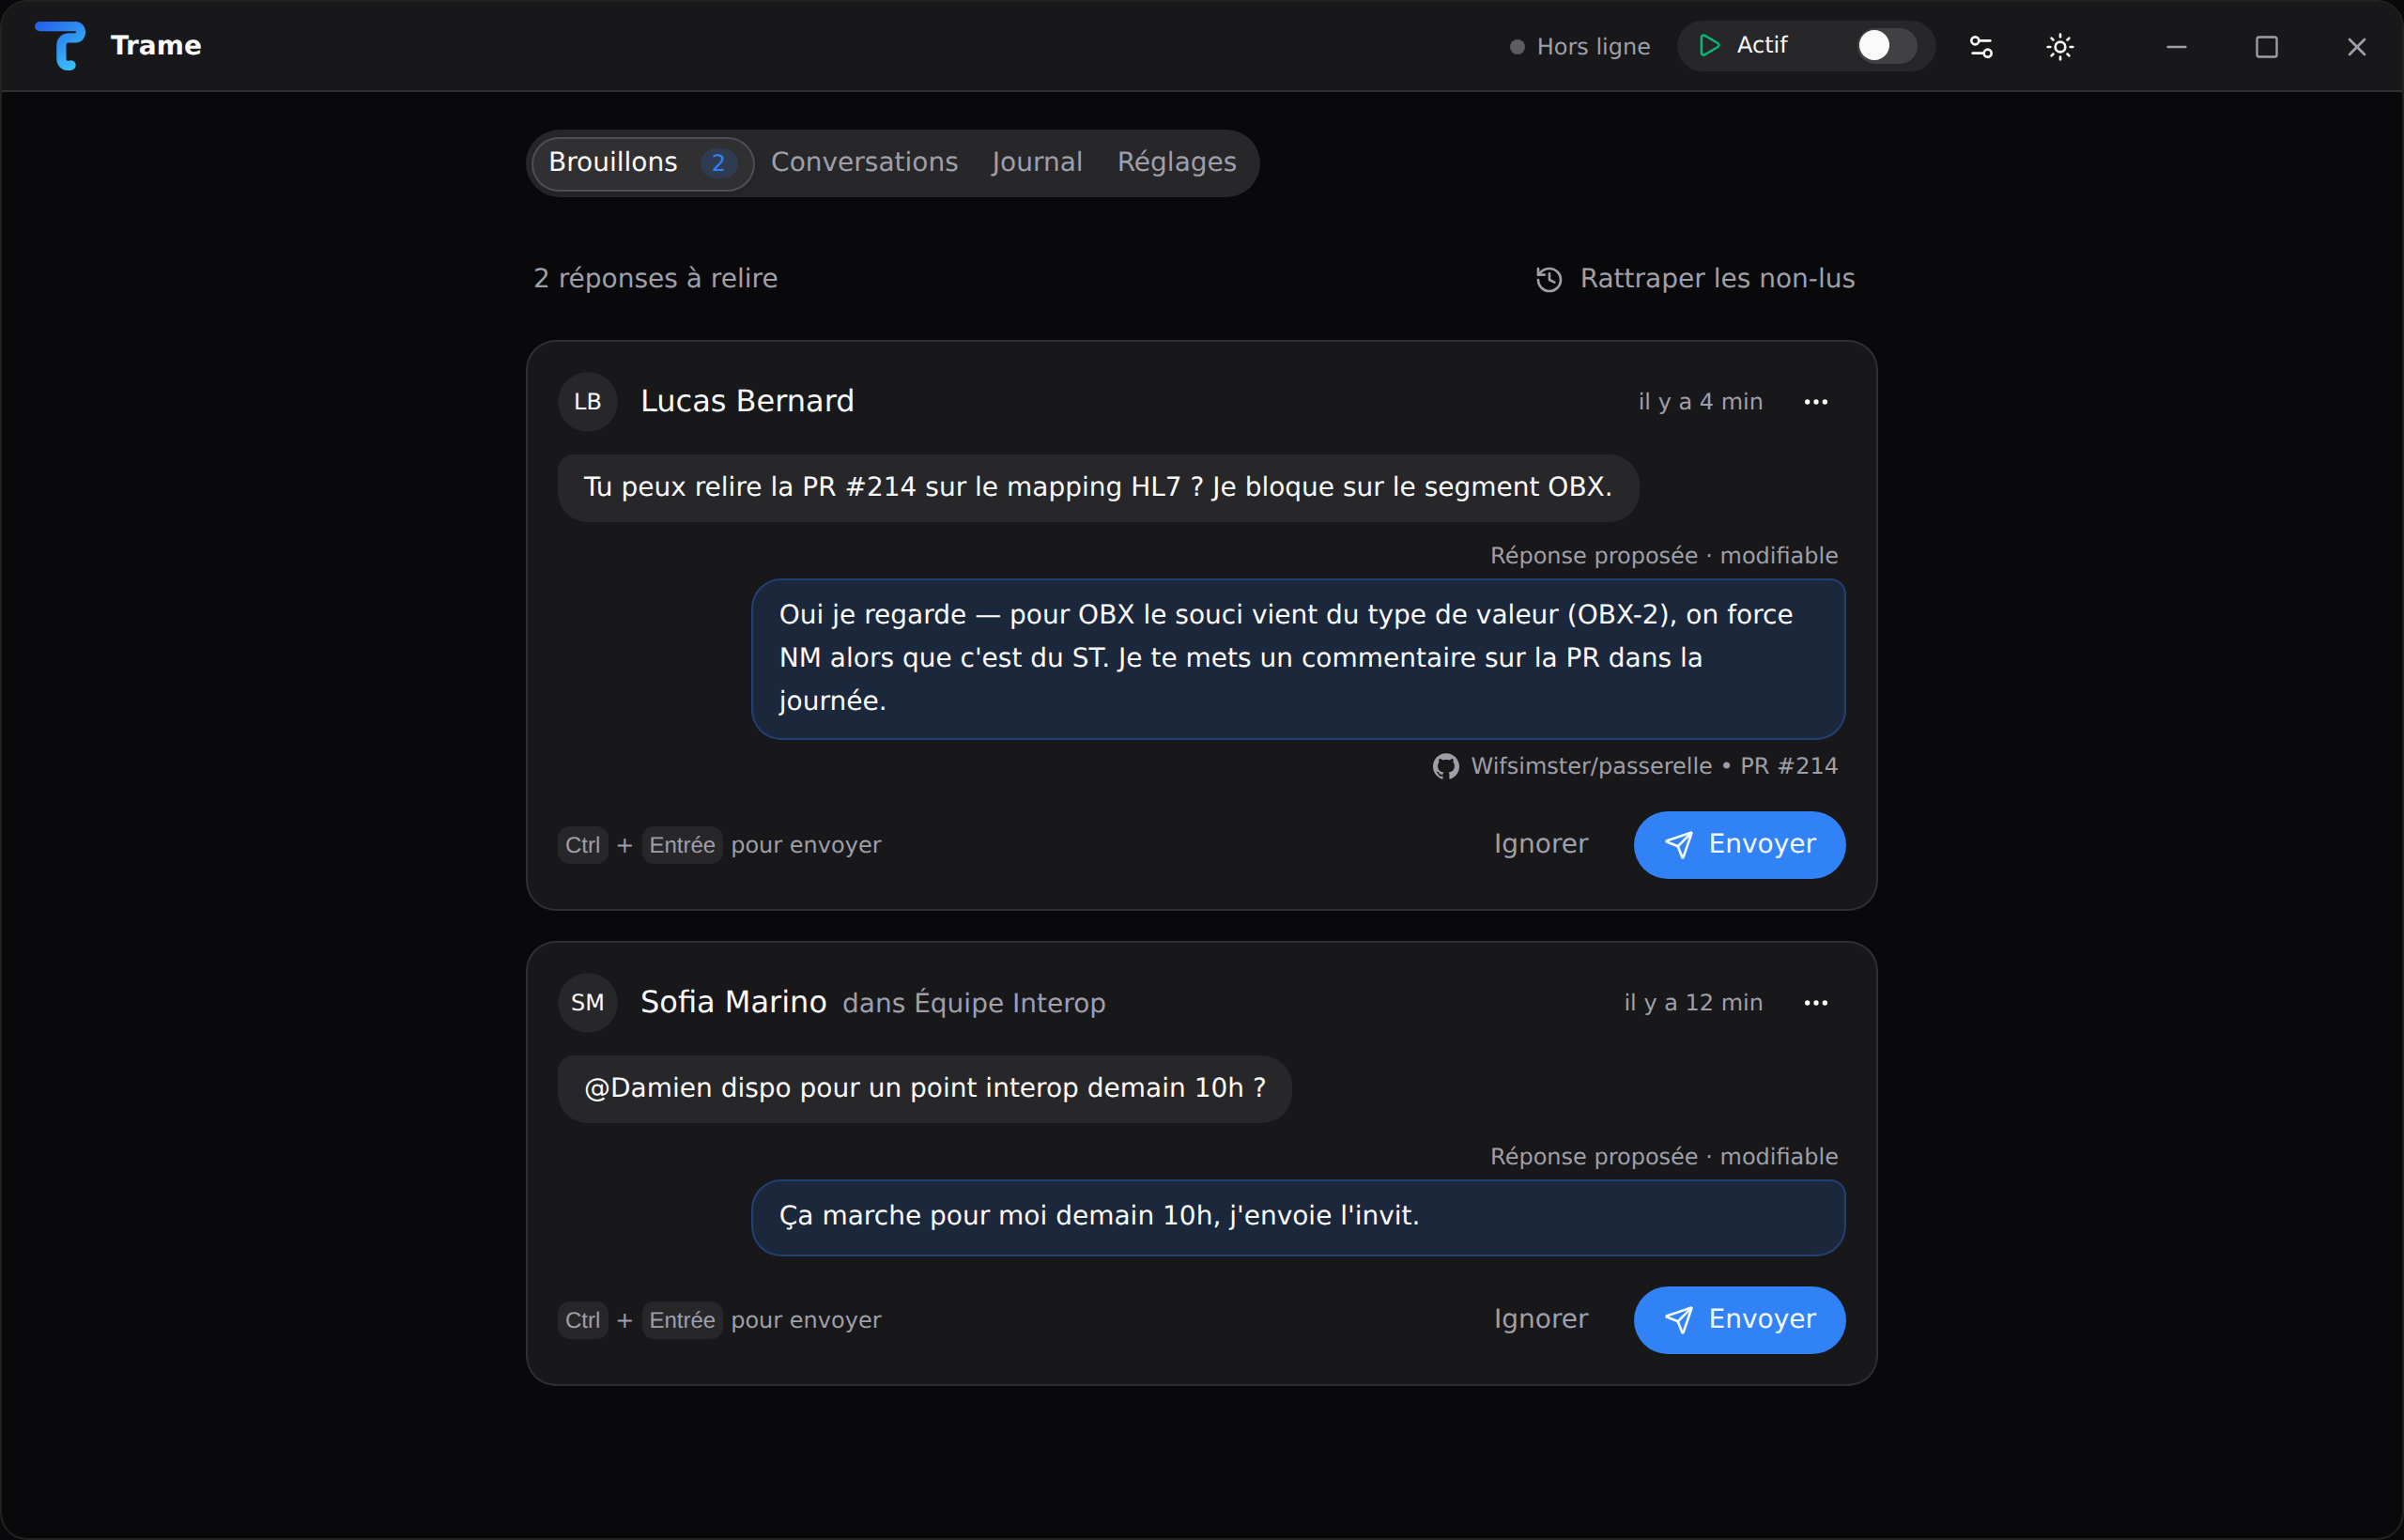 Trame
Hors ligne
Actif
Brouillons 2 Conversations Journal Réglages
2 réponses à relire
Rattraper les non-lus
LB Lucas Bernard
il y a 4 min
Tu peux relire la PR #214 sur le mapping HL7 ? Je bloque sur le segment OBX.
Réponse proposée · modifiable
Oui je regarde — pour OBX le souci vient du type de valeur (OBX-2), on force
NM alors que c'est du ST. Je te mets un commentaire sur la PR dans la
journée.
Wifsimster/passerelle • PR #214
Ctrl + Entrée pour envoyer
Ignorer
Envoyer
SM Sofia Marino dans Équipe Interop
il y a 12 min
@Damien dispo pour un point interop demain 10h ?
Réponse proposée · modifiable
Ça marche pour moi demain 10h, j'envoie l'invit.
Ctrl + Entrée pour envoyer
Ignorer
Envoyer